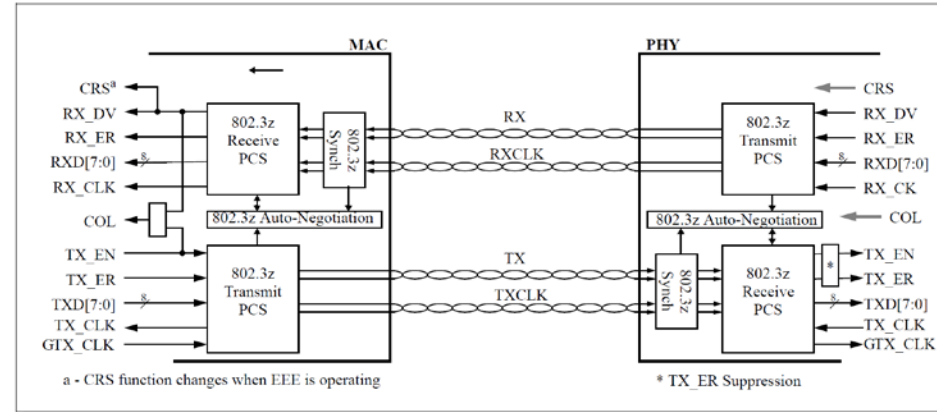 MAC
PHY
CRSa
RX_DV
RX_ER
RXD[7:0]
8
RX_CLK
COL
TX_EN
TX_ER
TXD[7:0]
8
TX_CLK
GTX_CLK
802.3z
Receive
PCS
802.3z
Synch
802.3z Auto-Negotiation
802.3z
Transmit
PCS
RX
RXCLK
TX
TXCLK
802.3z
Transmit
PCS
802.3z Auto-Negotiation
802.3z
Synch
802.3z
Receive
PCS
*
CRS
RX_DV
RX_ER
8
RXD[7:0]
RX_CK
COL
TX_EN
TX_ER
8
TXD[7:0]
TX_CLK
GTX_CLK
a - CRS function changes when EEE is operating
* TX_ER Suppression